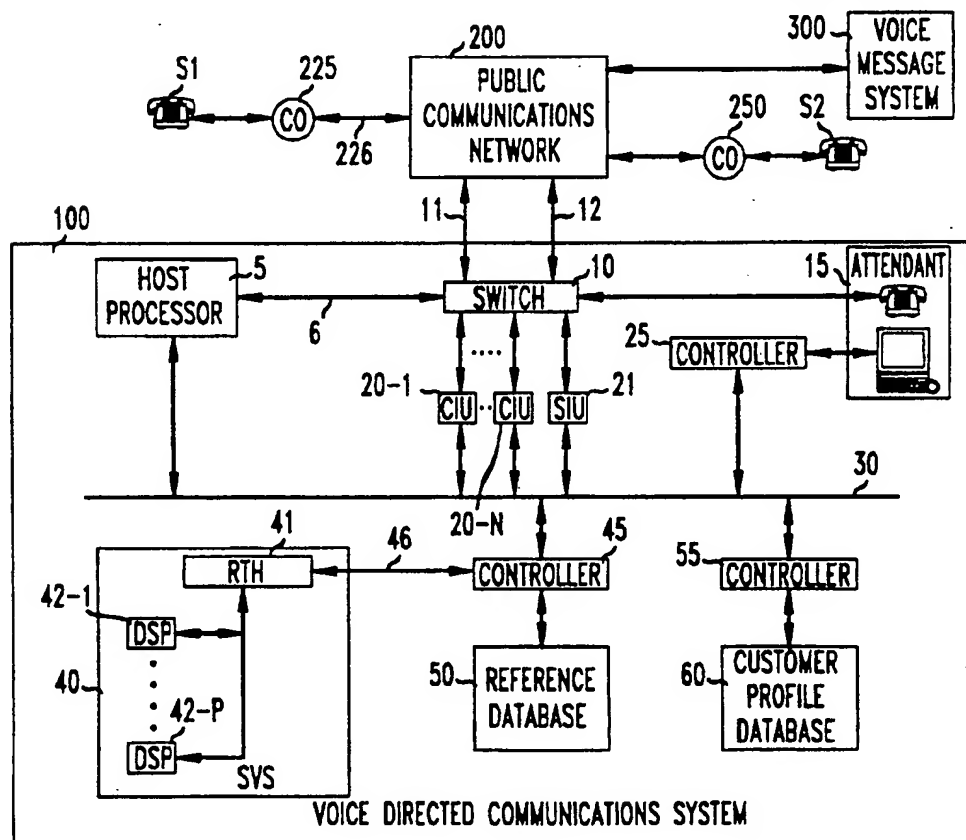 200
300
VOICE
MESSAGE
SYSTEM
S1
225
CO
226
PUBLIC
COMMUNICATIONS
NETWORK
250
S2
CO
11
12
100
HOST
PROCESSOR
5
6
10
SWITCH
15
ATTENDANT
25
CONTROLLER
20-1
CIU
CIU
SIU
21
20-N
30
41
RTH
46
45
CONTROLLER
55
CONTROLLER
42-1
DSP
40
42-P
DSP
SVS
50
REFERENCE
DATABASE
60
CUSTOMER
PROFILE
DATABASE
VOICE DIRECTED COMMUNICATIONS SYSTEM